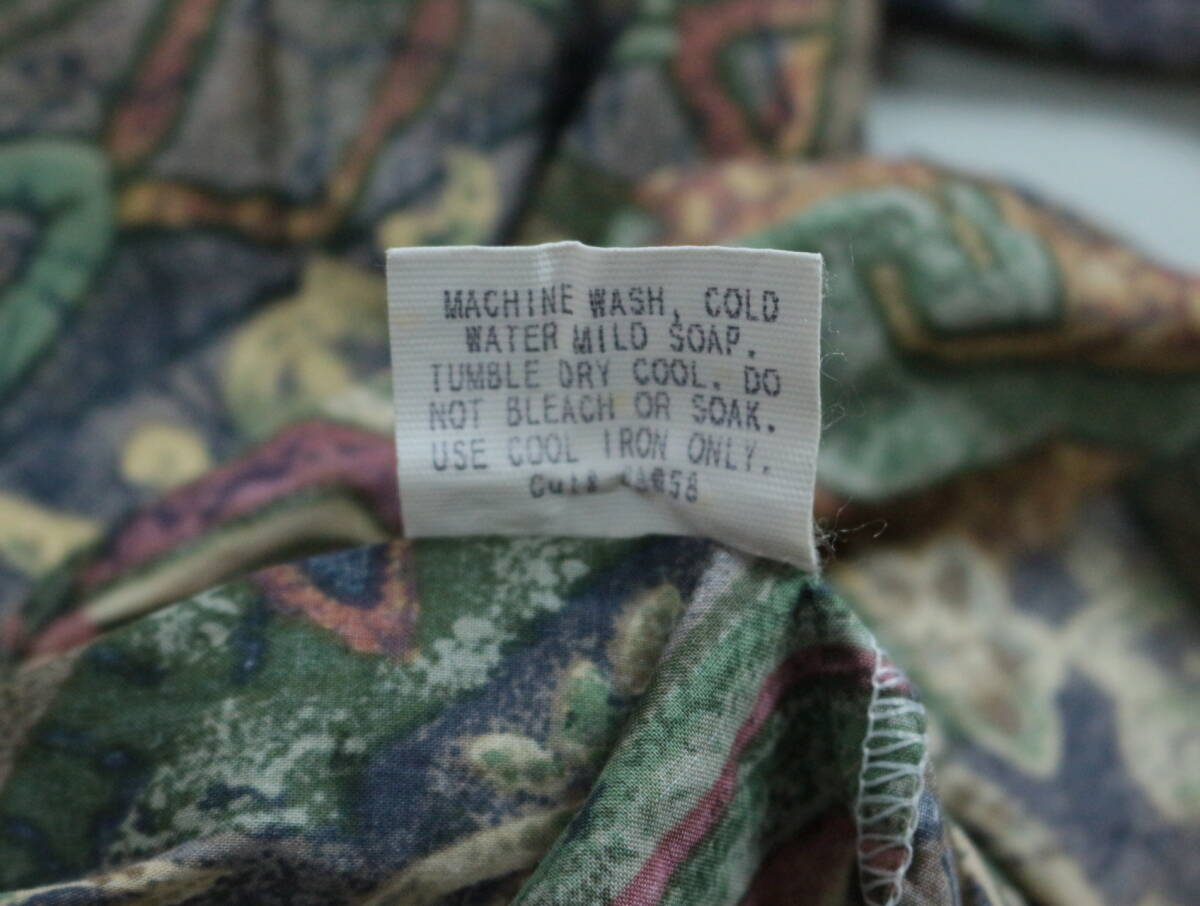 MACHINE WASH, COLD
WATER MILD SOAP.
TUMBLE DRY COOL. DO
NOT BLEACH OR SOAK.
USE COOL IRON ONLY.